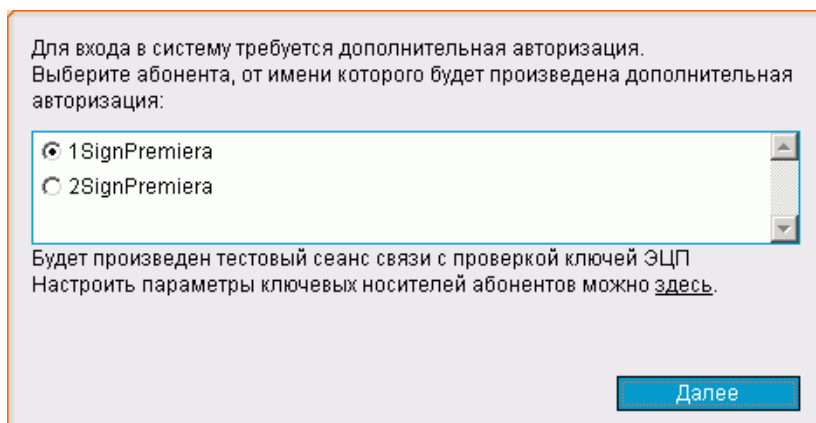 Для входа в систему требуется дополнительная авторизация.
Выберите абонента, от имени которого будет произведена дополнительная
авторизация:
1SignPremiera
2SignPremiera
Будет произведен тестовый сеанс связи с проверкой ключей ЭЦП
Настроить параметры ключевых носителей абонентов можно здесь.
Далее